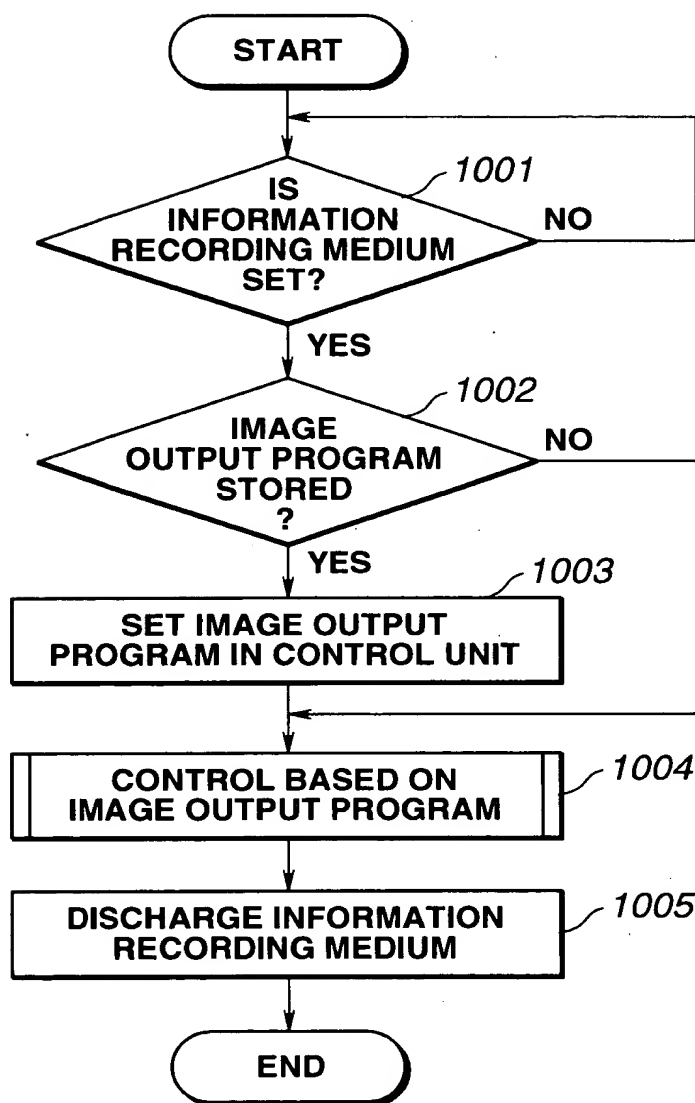 START
1001
IS
INFORMATION
RECORDING MEDIUM
SET?
NO
YES
1002
IMAGE
OUTPUT PROGRAM
STORED
?
NO
YES
1003
SET IMAGE OUTPUT
PROGRAM IN CONTROL UNIT
CONTROL BASED ON
IMAGE OUTPUT PROGRAM
1004
DISCHARGE INFORMATION
RECORDING MEDIUM
1005
END